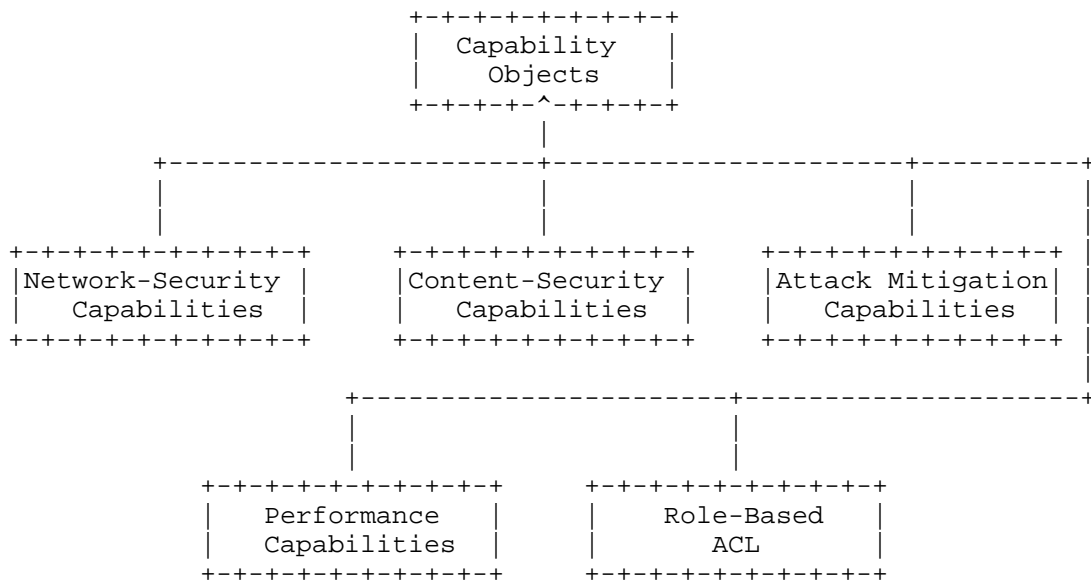 Capability
Objects
Network-Security
Capabilities
Content-Security
Capabilities
Attack Mitigation
Capabilities
Performance
Capabilities
Role-Based
ACL